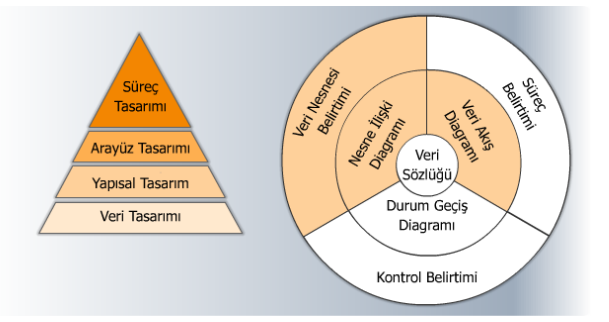 Süreç
Tasarımı
Arayüz Tasarımı
Yapısal Tasarım
Veri Tasarımı
Veri Nesnesi
Belirtimi
Nesne İlişki
Diagramı
Süreç
Belirtimi
Veri Akış
Diagramı
Veri
Sözlüğü
Durum Geçiş
Diagramı
Kontrol Belirtimi